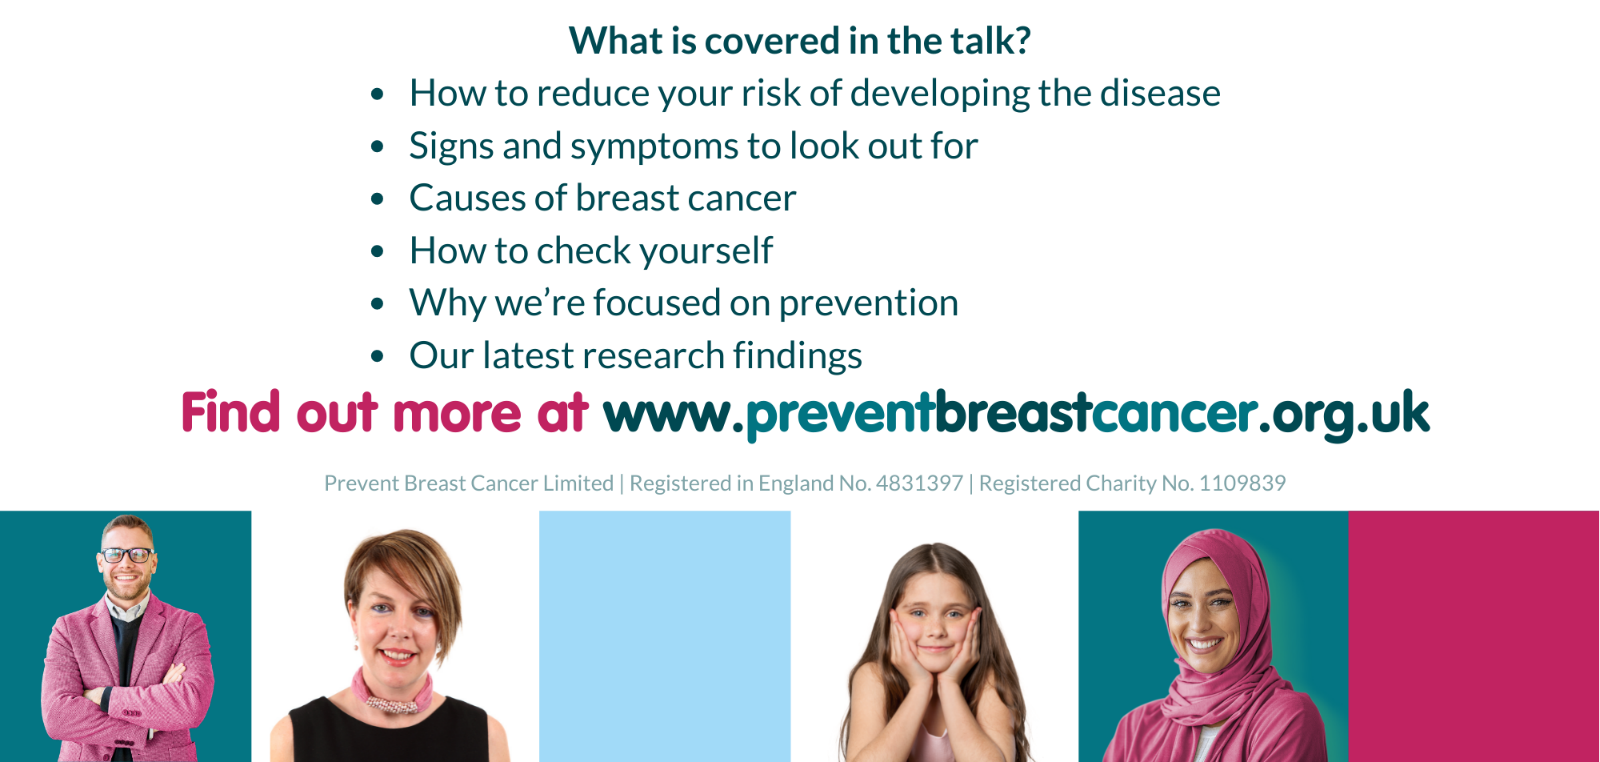 What is covered in the talk?
• How to reduce your risk of developing the disease
• Signs and symptoms to look out for
• Causes of breast cancer
• How to check yourself
• Why we’re focused on prevention
• Our latest research findings
Find out more at www.preventbreastcancer.org.uk
Prevent Breast Cancer Limited | Registered in England No. 4831397 | Registered Charity No. 1109839